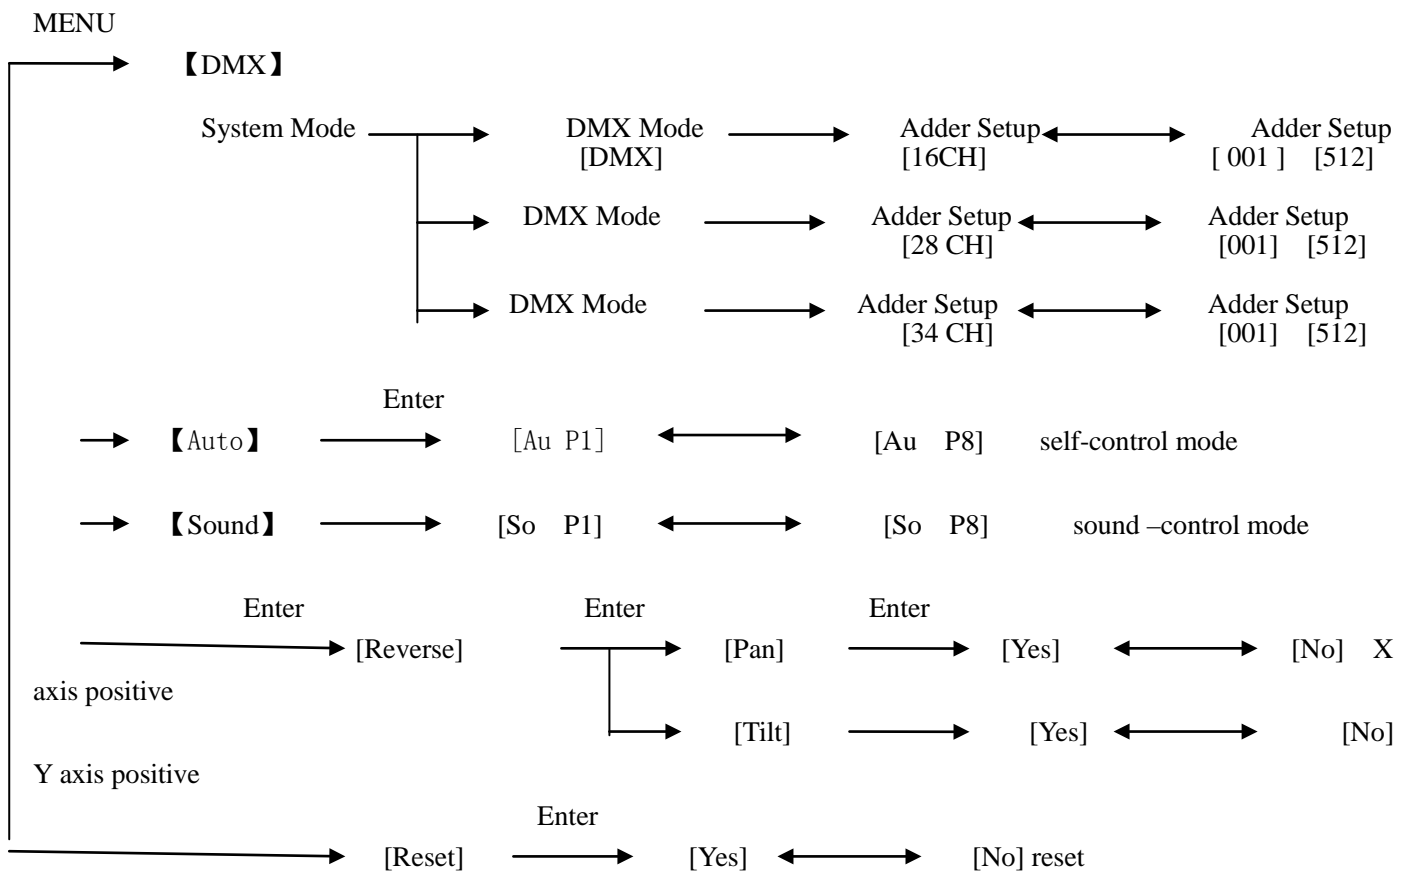 MENU
【DMX】
System Mode DMX Mode Adder Setup Adder Setup
[DMX] [16CH] [ 001 ] [512]
DMX Mode Adder Setup Adder Setup
[28 CH] [001] [512]
DMX Mode Adder Setup Adder Setup
[34 CH] [001] [512]
Enter
【Auto】 [Au P1] [Au P8] self-control mode
【Sound】 [So P1] [So P8] sound –control mode
Enter Enter Enter
[Reverse] [Pan] [Yes] [No] X
axis positive
[Tilt] [Yes] [No]
Y axis positive
Enter
[Reset] [Yes] [No] reset